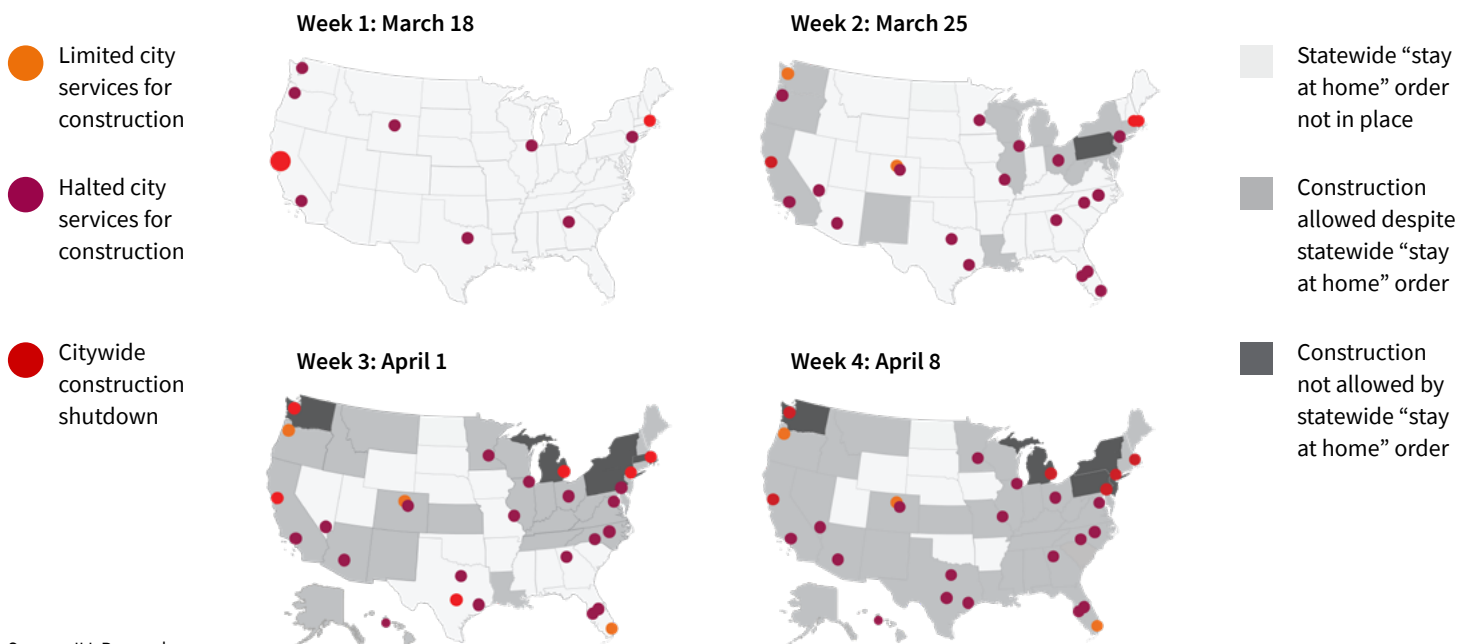 Week 1: March 18
Week 2: March 25
Limited city
services for
construction
Halted city
services for
construction
Citywide
construction
shutdown
Statewide “stay
at home” order
not in place
Construction
allowed despite
statewide “stay
at home” order
Construction
not allowed by
statewide “stay
at home” order
Week 3: April 1
Week 4: April 8